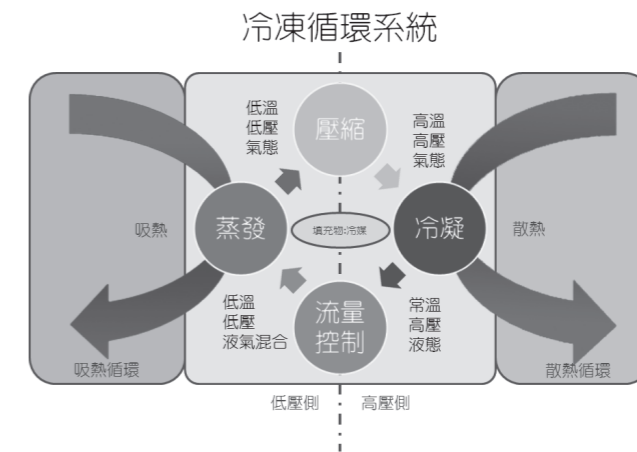 冷凍循環系統
低溫
低壓
氣態
壓縮
高溫
高壓
氣態
吸熱
蒸發
填充物:冷媒
冷凝
散熱
低溫
低壓
液氣混合
流量
控制
常溫
高壓
液態
吸熱循環
散熱循環
低壓側
高壓側